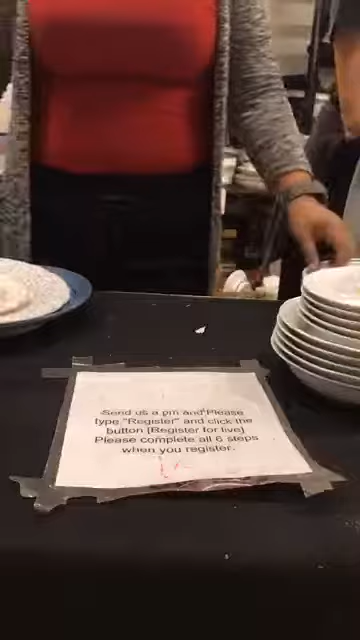 Send us a pm and Please
type "Register" and click the
button [Register for live]
Please complete all 6 steps
when you register.